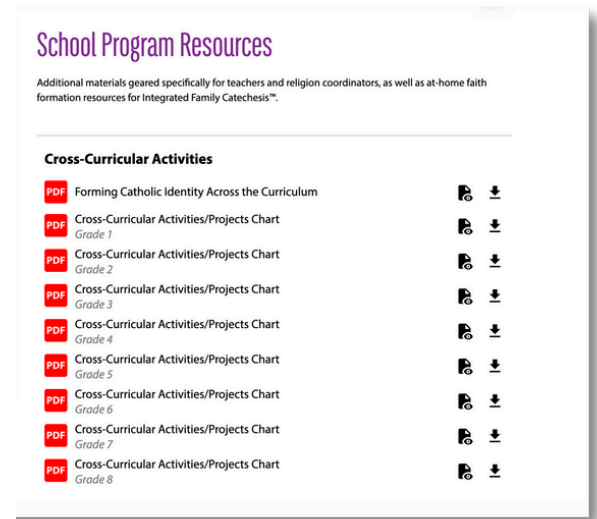 School Program Resources
Additional materials geared specifically for teachers and religion coordinators, as well as at-home faith
formation resources for Integrated Family Catechesis™.
Cross-Curricular Activities
PDF Forming Catholic Identity Across the Curriculum
PDF Cross-Curricular Activities/Projects Chart
Grade 1
PDF Cross-Curricular Activities/Projects Chart
Grade 2
PDF Cross-Curricular Activities/Projects Chart
Grade 3
PDF Cross-Curricular Activities/Projects Chart
Grade 4
PDF Cross-Curricular Activities/Projects Chart
Grade 5
PDF Cross-Curricular Activities/Projects Chart
Grade 6
PDF Cross-Curricular Activities/Projects Chart
Grade 7
PDF Cross-Curricular Activities/Projects Chart
Grade 8